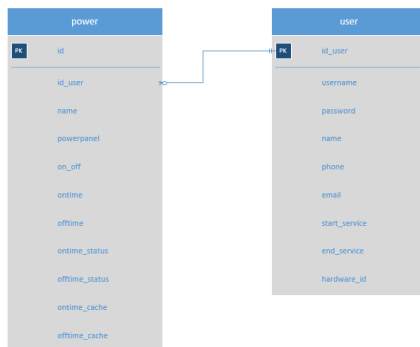 power
PK id
id_user
name
powerpanel
on_off
ontime
offtime
ontime_status
offtime_status
ontime_cache
offtime_cache
user
PK id_user
username
password
name
phone
email
start_service
end_service
hardware_id